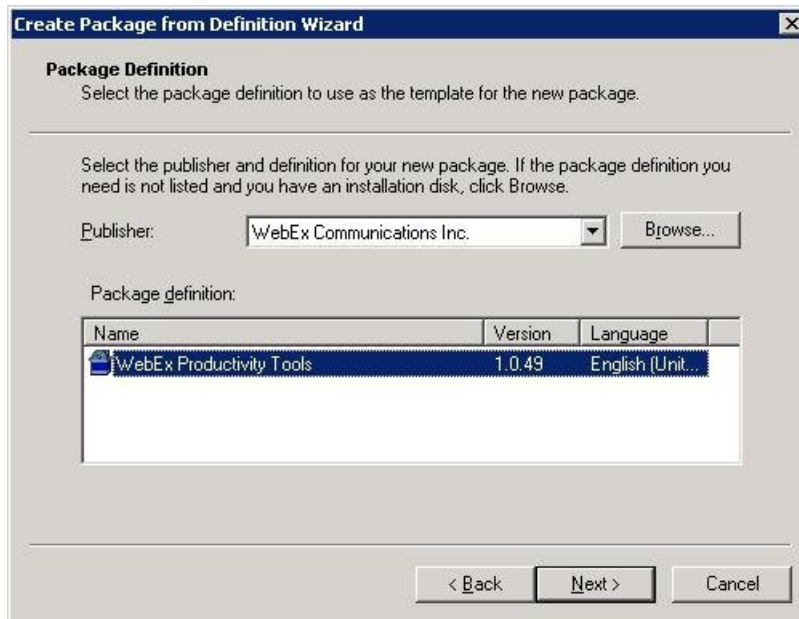 Create Package from Definition Wizard
Package Definition
Select the package definition to use as the template for the new package.
Select the publisher and definition for your new package. If the package definition you
need is not listed and you have an installation disk, click Browse.
Publisher: WebEx Communications Inc. Browse...
Package definition:
Name Version Language
WebEx Productivity Tools 1.0.49 English (Unit...
< Back Next > Cancel